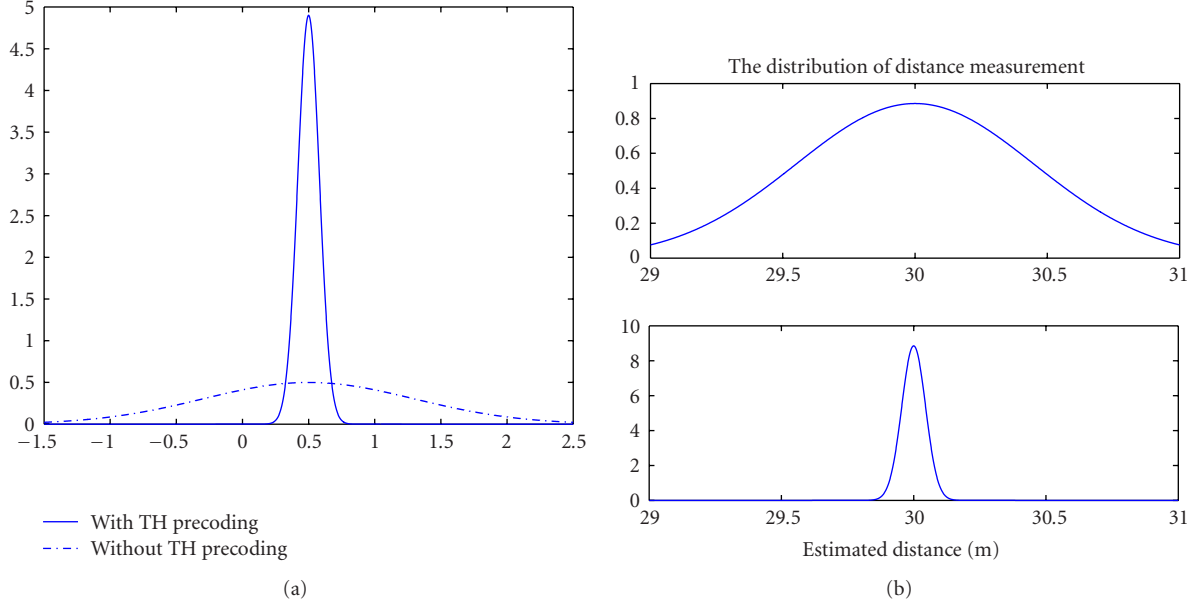 5
4.5
4
3.5
3
2.5
2
1.5
1
0.5
0
−1.5 −1 −0.5 0 0.5 1 1.5 2 2.5
With TH precoding
Without TH precoding
(a)
The distribution of distance measurement
1
0.8
0.6
0.4
0.2
0
29 29.5 30 30.5 31
10
8
6
4
2
0
29 29.5 30 30.5 31
Estimated distance (m)
(b)